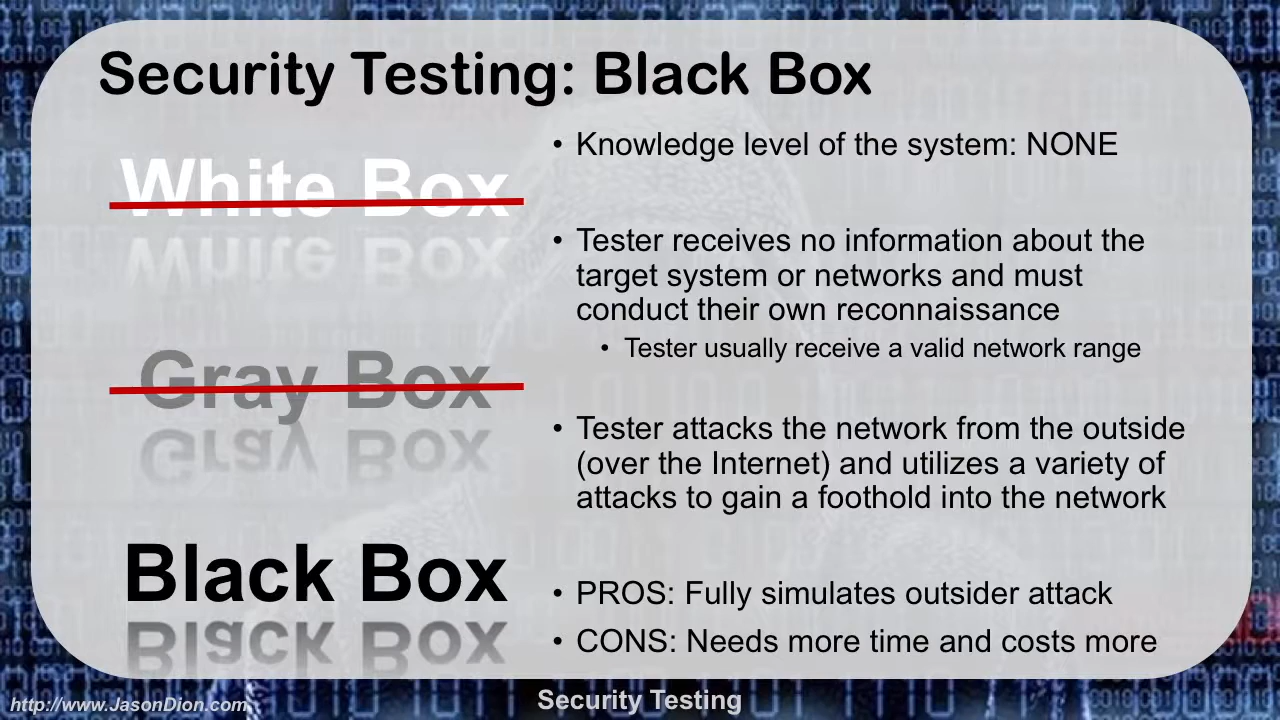 Security Testing: Black Box
White Box
Gray Box
Black Box
• Knowledge level of the system: NONE
• Tester receives no information about the
target system or networks and must
conduct their own reconnaissance
• Tester usually receive a valid network range
• Tester attacks the network from the outside
(over the Internet) and utilizes a variety of
attacks to gain a foothold into the network
• PROS: Fully simulates outsider attack
• CONS: Needs more time and costs more
http://www.JasonDion.com
Security Testing